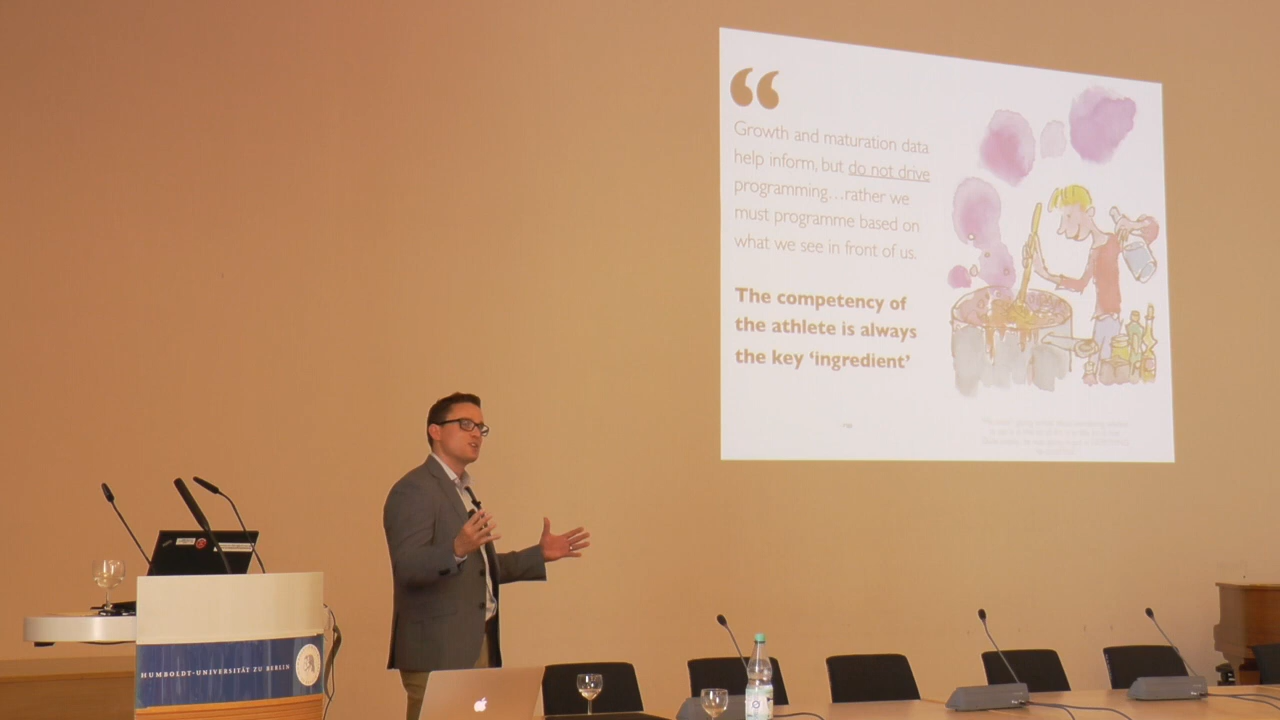 “
Growth and maturation data
help inform, but do not drive
programming...rather we
must programme based on
what we see in front of us.
The competency of
the athlete is always
the key ‘ingredient’
HUMBOLDT-UNIVERSITÄT ZU BERLIN